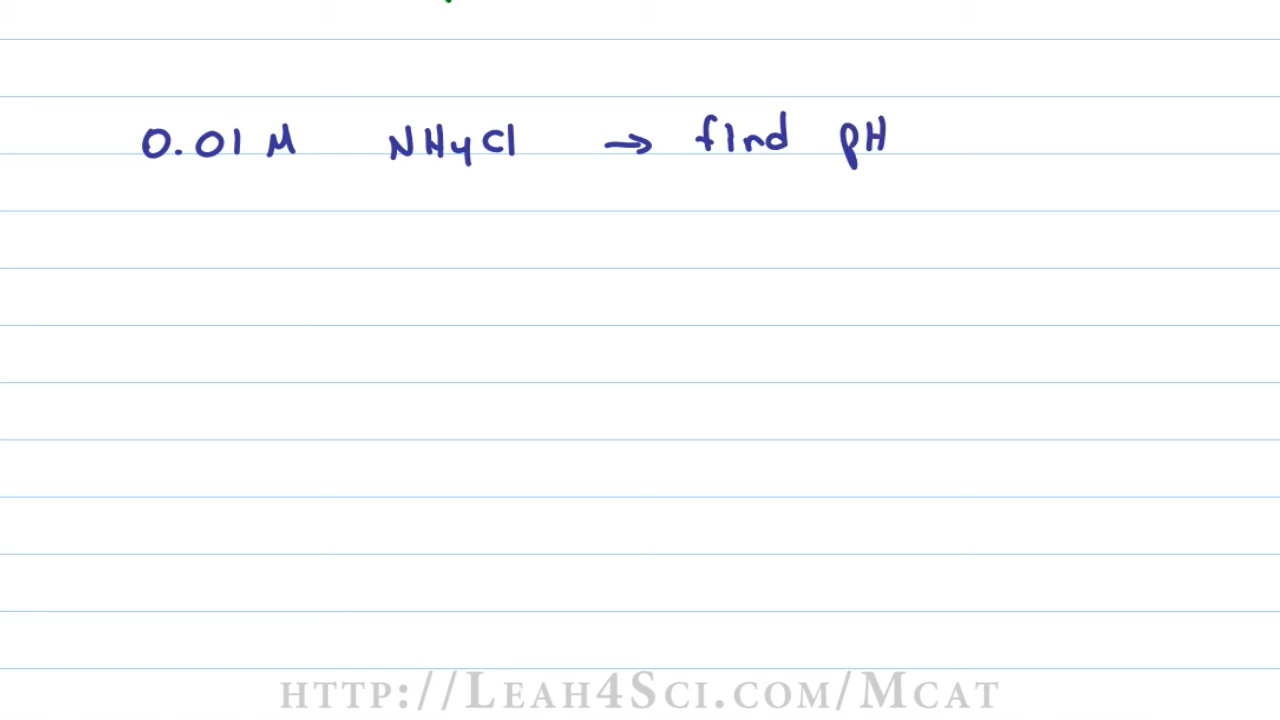 0.01 M NH4Cl → find pH
http://Leah4Sci.com/Mcat